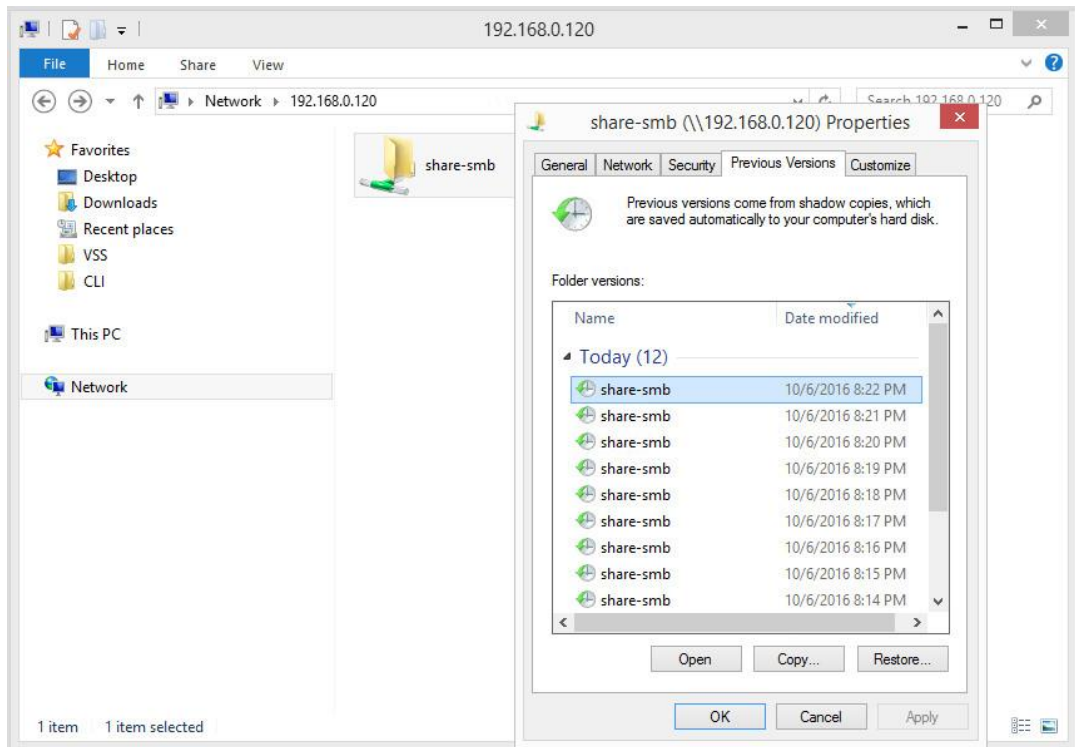 192.168.0.120
File Home Share View
Network 192.168.0.120
Search 192.168.0.120
Favorites
Desktop
Downloads
Recent places
VSS
CLI
This PC
Network
share-smb
1 item 1 item selected
share-smb (\\192.168.0.120) Properties
General Network Security Previous Versions Customize
Previous versions come from shadow copies, which
are saved automatically to your computer's hard disk.
Folder versions:
Name Date modified
Today (12)
share-smb 10/6/2016 8:22 PM
share-smb 10/6/2016 8:21 PM
share-smb 10/6/2016 8:20 PM
share-smb 10/6/2016 8:19 PM
share-smb 10/6/2016 8:18 PM
share-smb 10/6/2016 8:17 PM
share-smb 10/6/2016 8:16 PM
share-smb 10/6/2016 8:15 PM
share-smb 10/6/2016 8:14 PM
Open Copy... Restore...
OK Cancel Apply